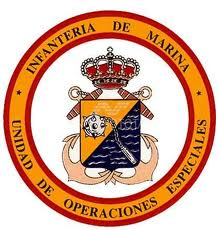 INFANTERIA DE MARINA
UNIDAD DE OPERACIONES ESPECIALES